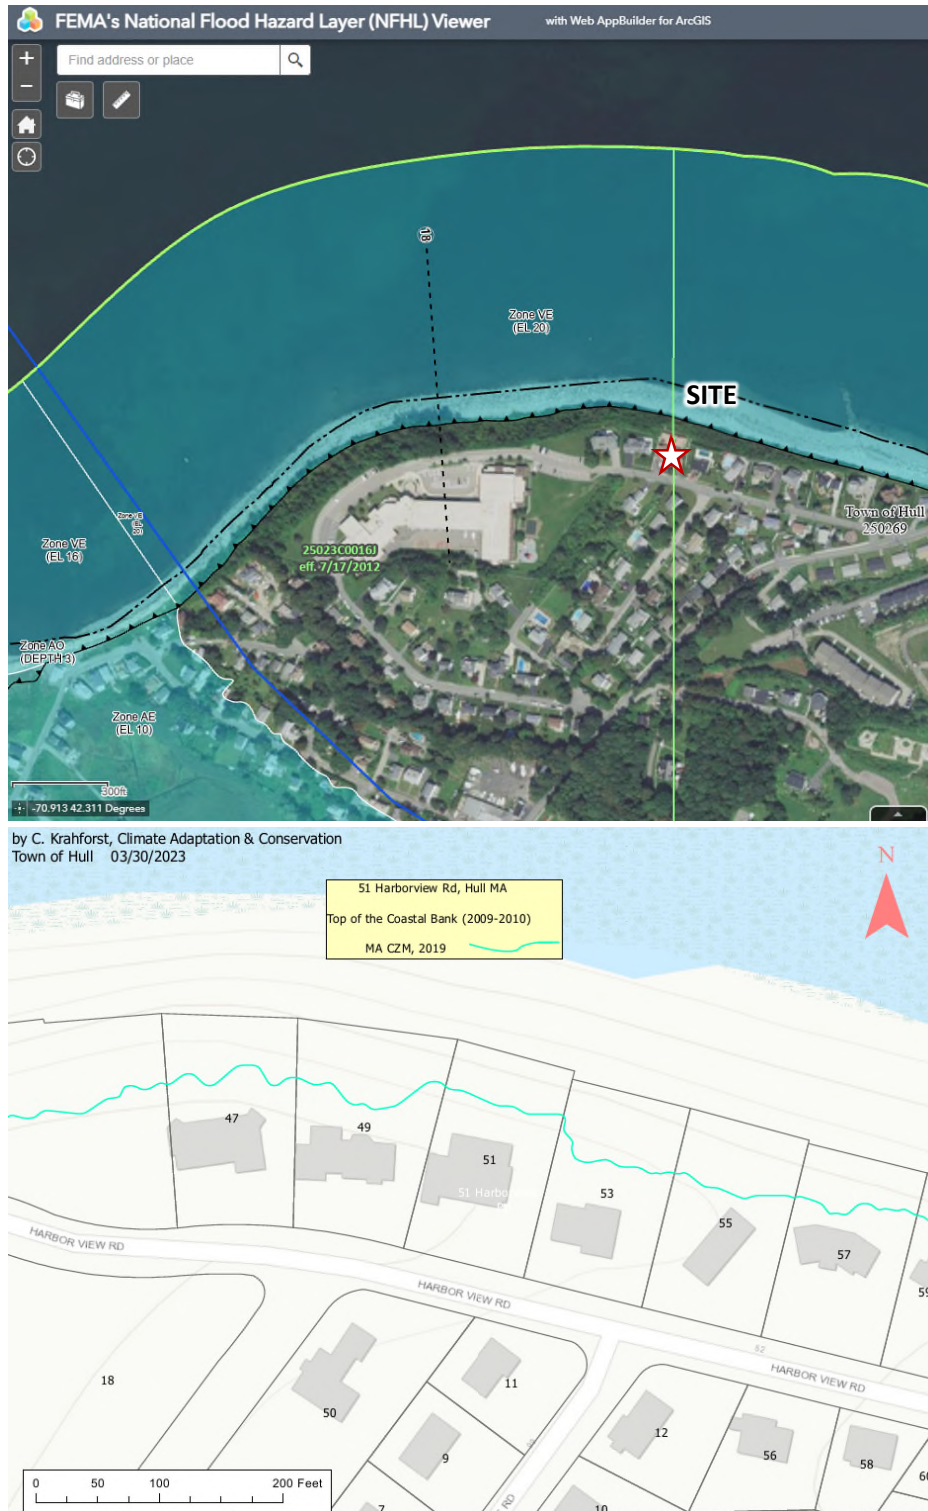 FEMA's National Flood Hazard Layer (NFHL) Viewer
with Web AppBuilder for ArcGIS
+
Find address or place
−
18
Zone VE
(EL 20)
SITE
Town of Hull
250269
Zone VE
(EL 16)
25023C0016J
eff. 7/17/2012
Zone AO
(DEPTH 3)
Zone AE
(EL 10)
300ft
-70.913 42.311 Degrees
by C. Krahforst, Climate Adaptation & Conservation
Town of Hull 03/30/2023
N
51 Harborview Rd, Hull MA
Top of the Coastal Bank (2009-2010)
MA CZM, 2019
47
49
51
51 Harbor
53
55
57
59
HARBOR VIEW RD
HARBOR VIEW RD
52
HARBOR VIEW RD
18
50
11
9
12
56
58
0 50 100 200 Feet
7
RD
10